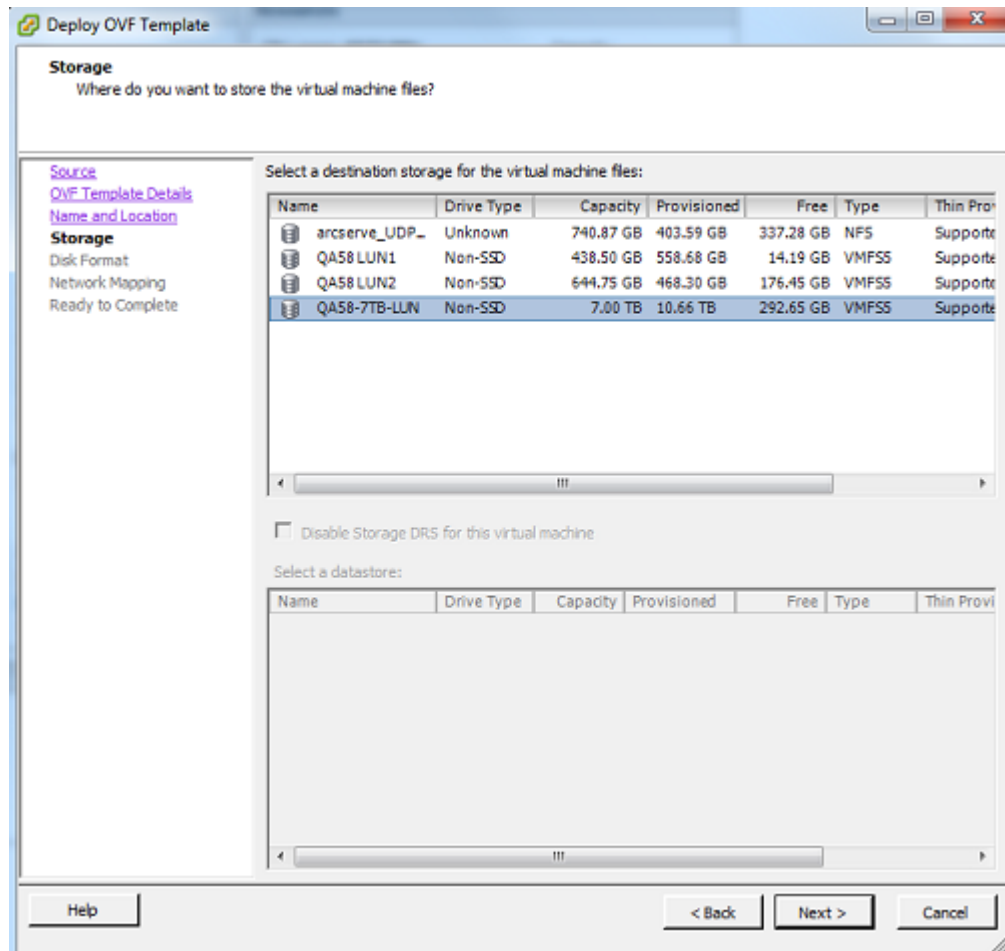 Deploy OVF Template
Storage
Where do you want to store the virtual machine files?
Source
OVF Template Details
Name and Location
Storage
Disk Format
Network Mapping
Ready to Complete
Select a destination storage for the virtual machine files:
Name Drive Type Capacity Provisioned Free Type Thin Pro
arcserve_UDP... Unknown 740.87 GB 403.59 GB 337.28 GB NFS Supporte
QA58 LUN1 Non-SSD 438.50 GB 558.68 GB 14.19 GB VMFS5 Supporte
QA58 LUN2 Non-SSD 644.75 GB 468.30 GB 176.45 GB VMFS5 Supporte
QA58-7TB-LUN Non-SSD 7.00 TB 10.66 TB 292.65 GB VMFS5 Supporte
Disable Storage DRS for this virtual machine
Select a datastore:
Name Drive Type Capacity Provisioned Free Type Thin Provi
Help < Back Next > Cancel